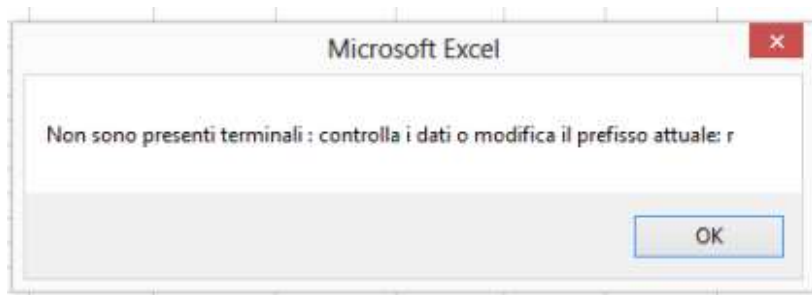 Microsoft Excel
Non sono presenti terminali : controlla i dati o modifica il prefisso attuale: r
OK